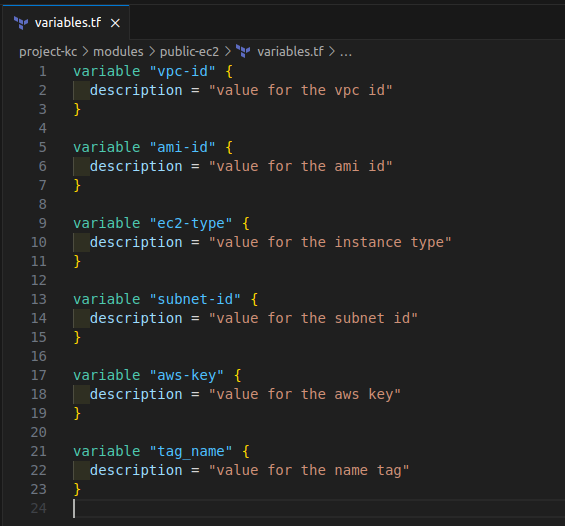 variables.tf ×
project-kc > modules > public-ec2 > variables.tf > ...
1 variable "vpc-id" {
2   description = "value for the vpc id"
3 }
4
5 variable "ami-id" {
6   description = "value for the ami id"
7 }
8
9 variable "ec2-type" {
10   description = "value for the instance type"
11 }
12
13 variable "subnet-id" {
14   description = "value for the subnet id"
15 }
16
17 variable "aws-key" {
18   description = "value for the aws key"
19 }
20
21 variable "tag_name" {
22   description = "value for the name tag"
23 }
24